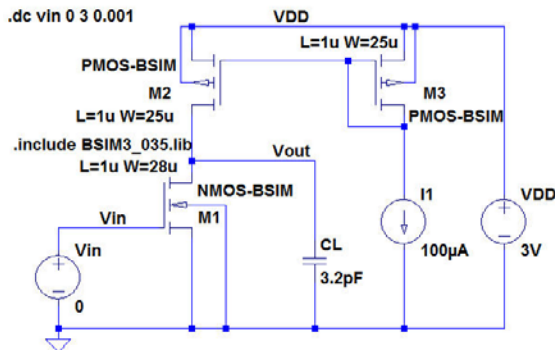 .dc vin 0 3 0.001
VDD
L=1u W=25u
PMOS-BSIM
M2
M3
L=1u W=25u
PMOS-BSIM
.include BSIM3_035.lib
L=1u W=28u
Vout
NMOS-BSIM
I1
VDD
Vin
M1
Vin
CL
100µA
3V
3.2pF
0